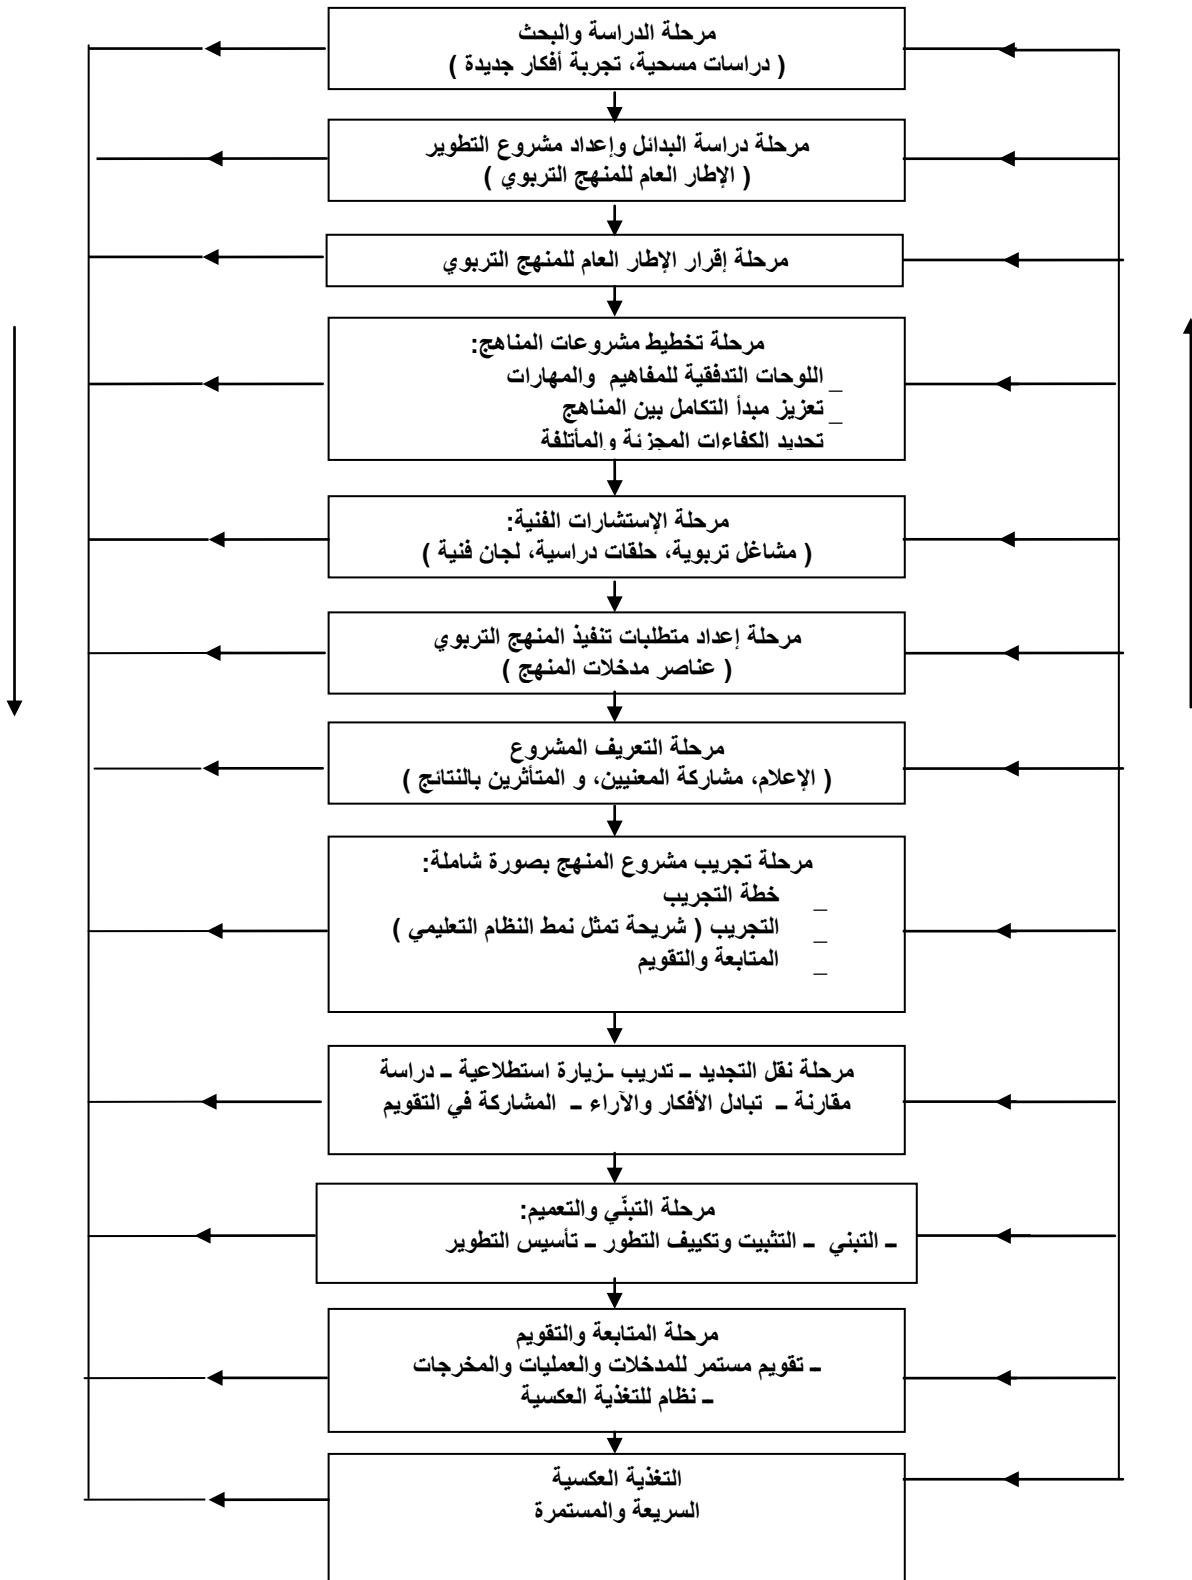 مرحلة الدراسة والبحث
( دراسات مسحية، تجربة أفكار جديدة )
مرحلة دراسة البدائل وإعداد مشروع التطوير
( الإطار العام للمنهج التربوي )
مرحلة إقرار الإطار العام للمنهج التربوي
مرحلة تخطيط مشروعات المناهج:
_ اللوحات التدفقية للمفاهيم والمهارات
_ تعزيز مبدأ التكامل بين المناهج
تحديد الكفاءات المجزئة والمأتلفة
مرحلة الإستشارات الفنية:
( مشاغل تربوية، حلقات دراسية، لجان فنية )
مرحلة إعداد متطلبات تنفيذ المنهج التربوي
( عناصر مدخلات المنهج )
مرحلة التعريف المشروع
( الإعلام، مشاركة المعنيين، و المتأثرين بالنتائج )
مرحلة تجريب مشروع المنهج بصورة شاملة:
_ خطة التجريب
_ التجريب ( شريحة تمثل نمط النظام التعليمي )
_ المتابعة والتقويم
مرحلة نقل التجديد – تدريب –زيارة استطلاعية – دراسة
مقارنة – تبادل الأفكار والآراء – المشاركة في التقويم
مرحلة التبنّي والتعميم:
– التبني – التثبيت وتكييف التطور – تأسيس التطوير
مرحلة المتابعة والتقويم
– تقويم مستمر للمدخلات والعمليات والمخرجات
– نظام للتغذية العكسية
التغذية العكسية
السريعة والمستمرة